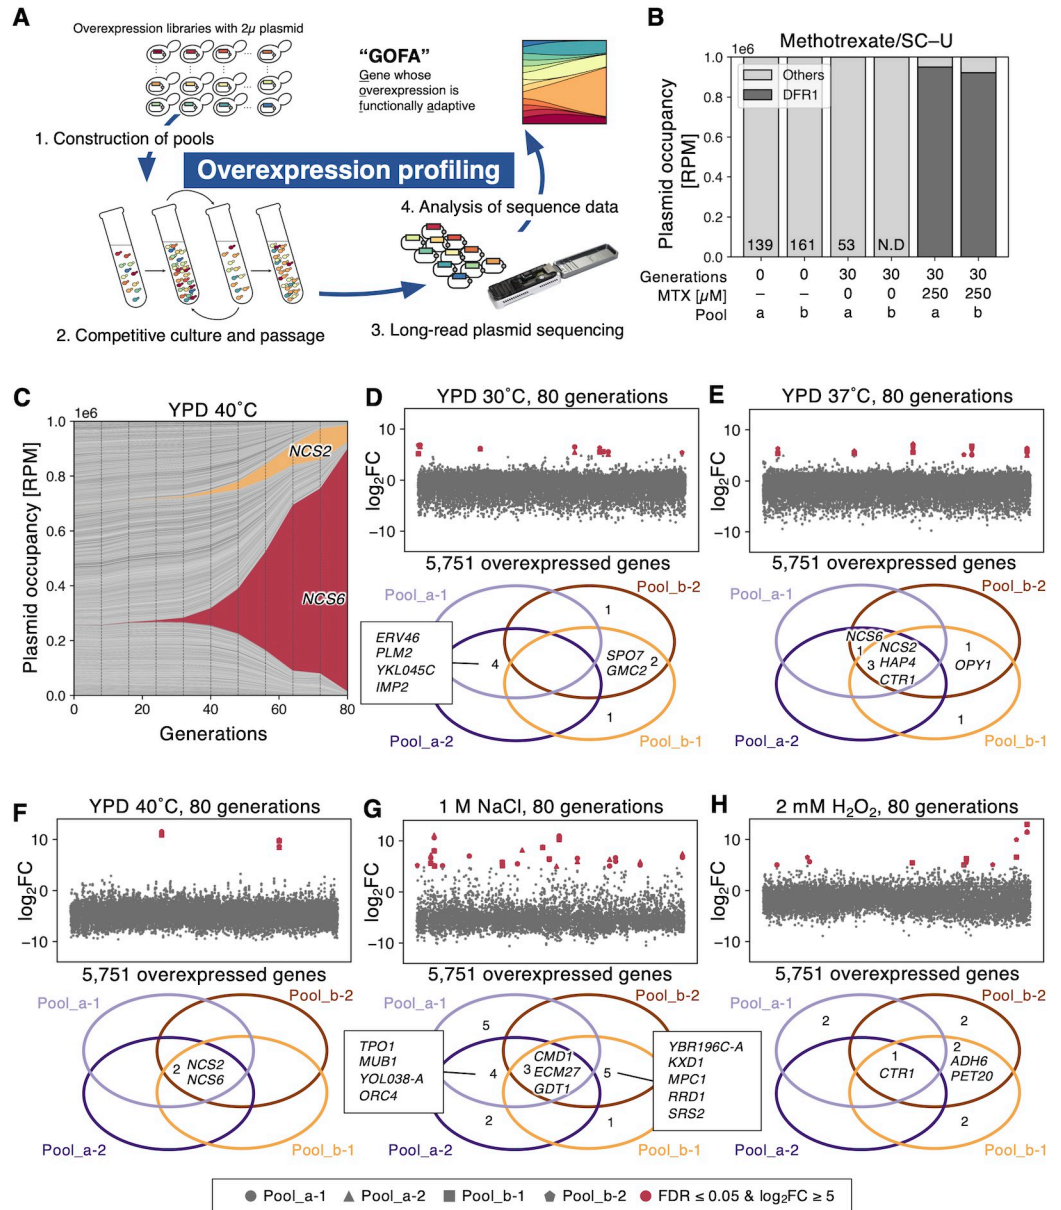 A
Overexpression libraries with 2µ plasmid
"GOFA"
Gene whose
overexpression is
functionally adaptive
1. Construction of pools
Overexpression profiling
4. Analysis of sequence data
2. Competitive culture and passage
3. Long-read plasmid sequencing
B
Methotrexate/SC–U
1e6
Plasmid occupancy
[RPM]
1.0
0.8
0.6
0.4
0.2
0.0
Others
DFR1
139
161
53
N.D
Generations 0 0 30 30 30 30
MTX [µM] – – 0 0 250 250
Pool a b a b a b
C
YPD 40˚C
1e6
Plasmid occupancy [RPM]
1.0
0.8
0.6
0.4
0.2
0.0
NCS2
NCS6
0 20 40 60 80
Generations
D
YPD 30˚C, 80 generations
log2FC
10
0
−10
5,751 overexpressed genes
Pool_a-1
Pool_b-2
1
ERV46
PLM2
YKL045C
IMP2
4
SPO7
GMC2
2
1
Pool_a-2
Pool_b-1
E
YPD 37˚C, 80 generations
log2FC
10
0
−10
5,751 overexpressed genes
Pool_a-1
Pool_b-2
NCS6
1
NCS2
3
HAP4
CTR1
1
OPY1
1
Pool_a-2
Pool_b-1
F
YPD 40˚C, 80 generations
log2FC
10
0
−10
5,751 overexpressed genes
Pool_a-1
Pool_b-2
2
NCS2
NCS6
Pool_a-2
Pool_b-1
G
1 M NaCl, 80 generations
log2FC
10
0
−10
5,751 overexpressed genes
Pool_a-1
Pool_b-2
5
TPO1
MUB1
YOL038-A
ORC4
4
3
CMD1
ECM27
GDT1
5
YBR196C-A
KXD1
MPC1
RRD1
SRS2
2
1
Pool_a-2
Pool_b-1
H
2 mM H2O2, 80 generations
log2FC
10
0
−10
5,751 overexpressed genes
Pool_a-1
Pool_b-2
2
2
1
CTR1
2
ADH6
PET20
2
Pool_a-2
Pool_b-1
Pool_a-1 Pool_a-2 Pool_b-1 Pool_b-2 FDR ≤ 0.05 & log2FC ≥ 5